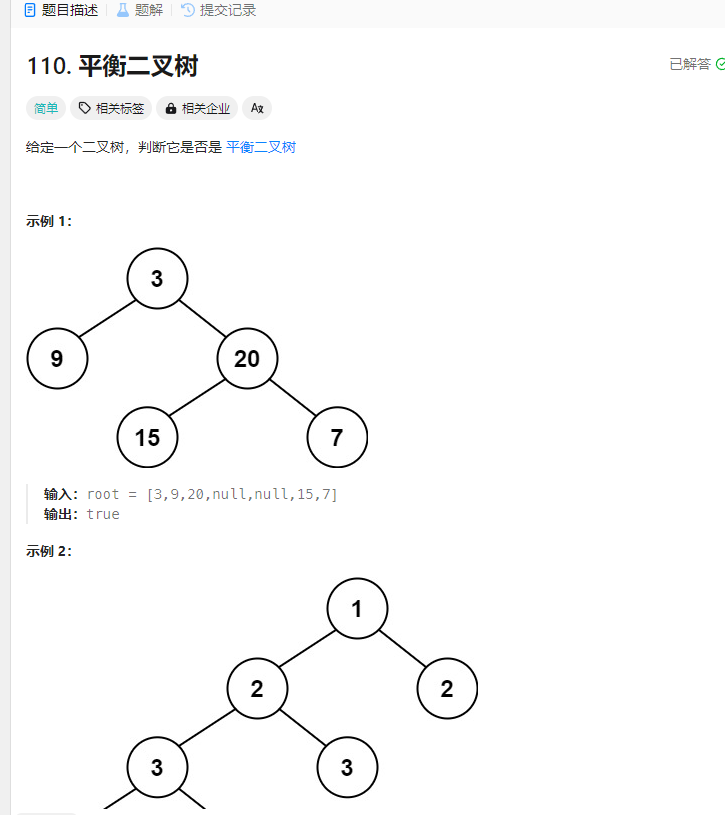 题目描述 题解 提交记录
110. 平衡二叉树
已解答
简单 相关标签 相关企业 Aあ
给定一个二叉树，判断它是否是 平衡二叉树
示例 1：
3
9 20
15 7
输入：root = [3,9,20,null,null,15,7]
输出：true
示例 2：
1
2 2
3 3